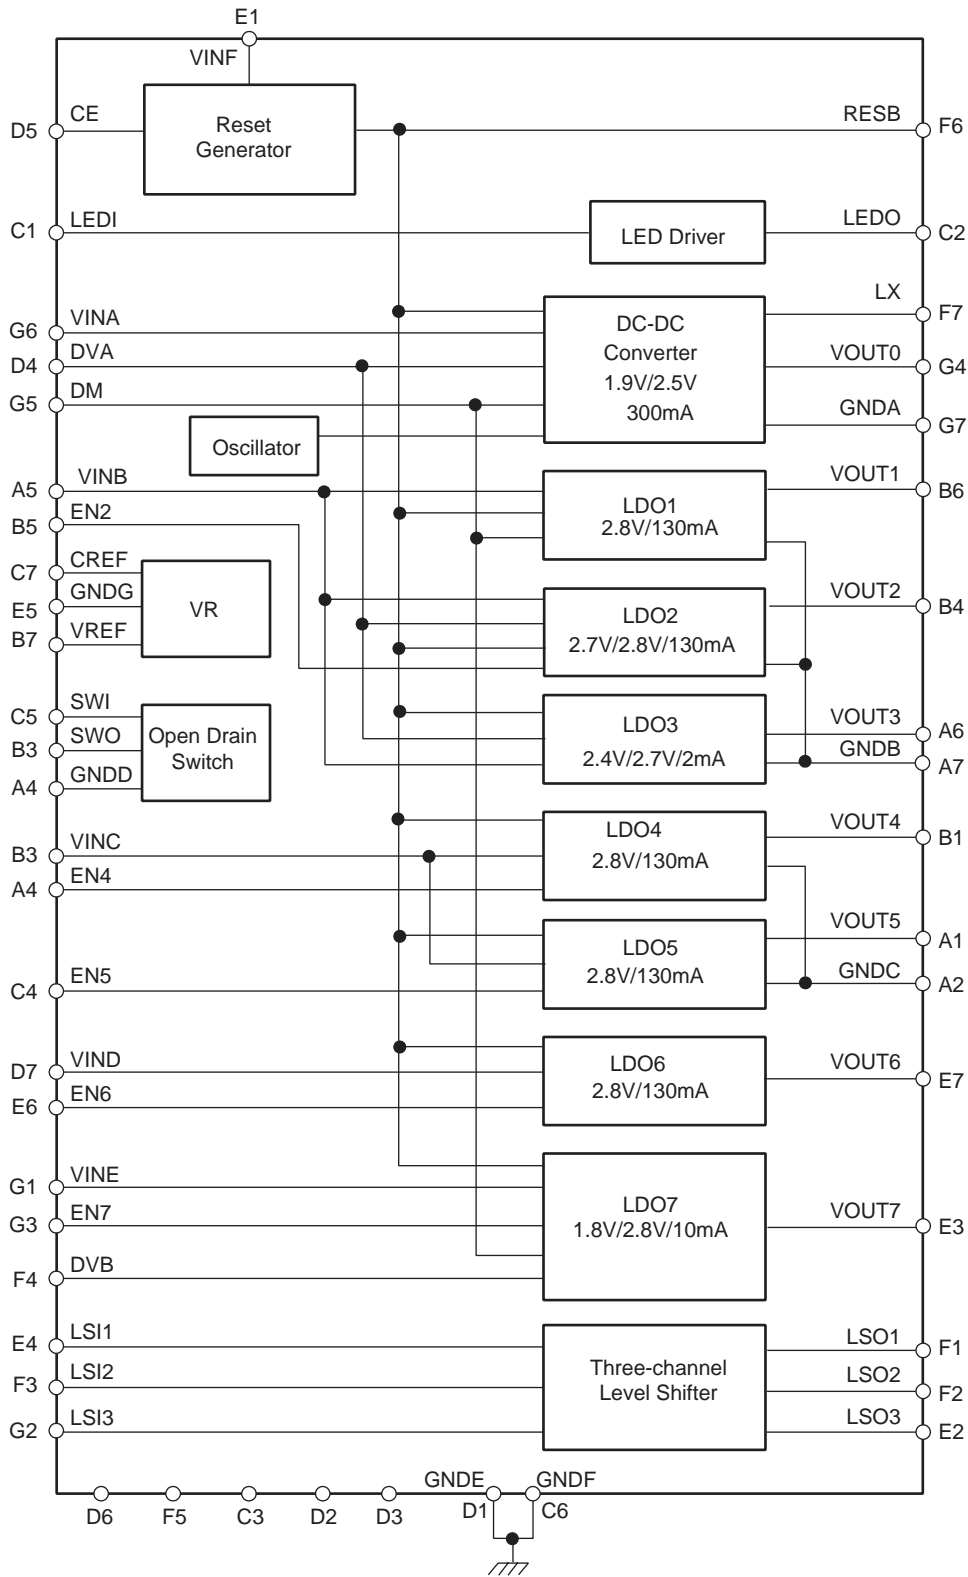 E1
VINF
D5
CE
Reset
Generator
RESB
F6
C1
LEDI
LED Driver
LEDO
C2
G6
VINA
D4
DVA
G5
DM
DC-DC
Converter
1.9V/2.5V
300mA
LX
F7
VOUT0
G4
GNDA
G7
Oscillator
A5
VINB
B5
EN2
LDO1
2.8V/130mA
VOUT1
B6
C7
CREF
E5
GNDG
B7
VREF
VR
LDO2
2.7V/2.8V/130mA
VOUT2
B4
C5
SWI
B3
SWO
A4
GNDD
Open Drain
Switch
LDO3
2.4V/2.7V/2mA
VOUT3
A6
GNDB
A7
B3
VINC
A4
EN4
LDO4
2.8V/130mA
VOUT4
B1
C4
EN5
LDO5
2.8V/130mA
VOUT5
A1
GNDC
A2
D7
VIND
E6
EN6
LDO6
2.8V/130mA
VOUT6
E7
G1
VINE
G3
EN7
F4
DVB
LDO7
1.8V/2.8V/10mA
VOUT7
E3
E4
LSI1
F3
LSI2
G2
LSI3
Three-channel
Level Shifter
LSO1
F1
LSO2
F2
LSO3
E2
GNDE
GNDF
D6
F5
C3
D2
D3
D1
C6